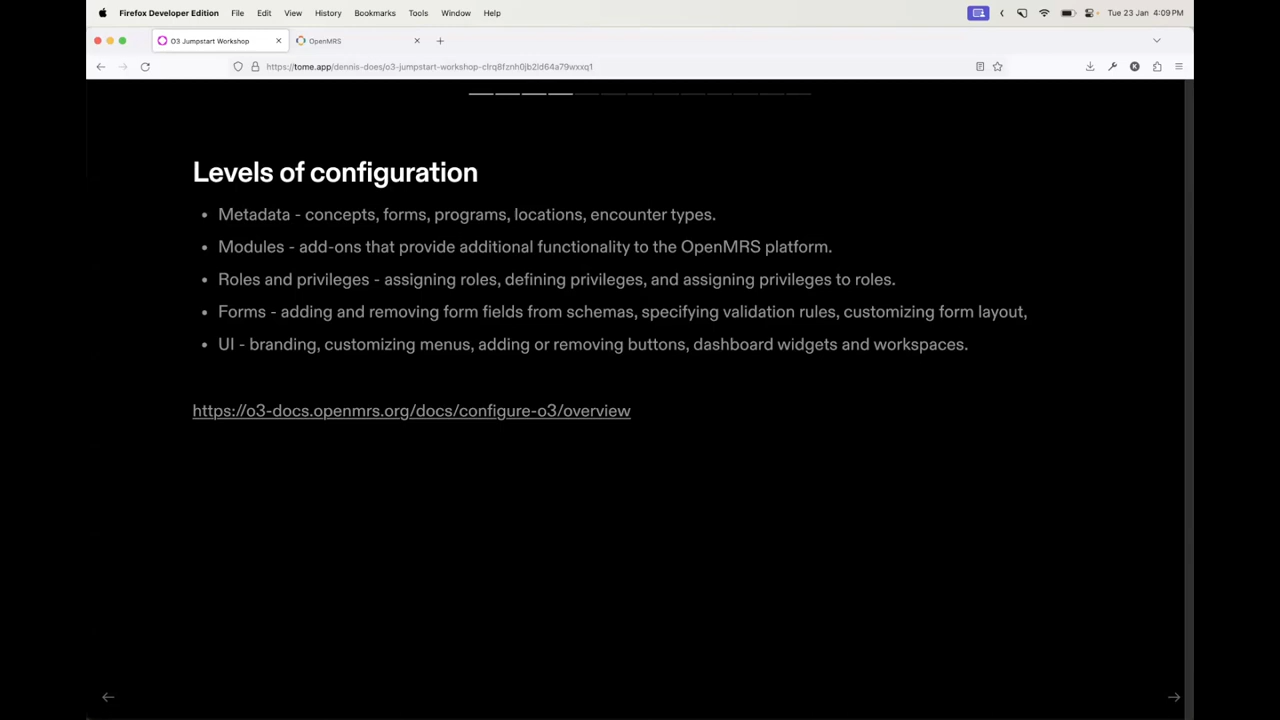 Firefox Developer Edition File Edit View History Bookmarks Tools Window Help Tue 23 Jan 4:09 PM
O3 Jumpstart Workshop OpenMRS
https://tome.app/dennis-does/o3-jumpstart-workshop-clrq8fznh0jb2ld64a79wxxq1
Levels of configuration
• Metadata - concepts, forms, programs, locations, encounter types.
• Modules - add-ons that provide additional functionality to the OpenMRS platform.
• Roles and privileges - assigning roles, defining privileges, and assigning privileges to roles.
• Forms - adding and removing form fields from schemas, specifying validation rules, customizing form layout,
• UI - branding, customizing menus, adding or removing buttons, dashboard widgets and workspaces.
https://o3-docs.openmrs.org/docs/configure-o3/overview